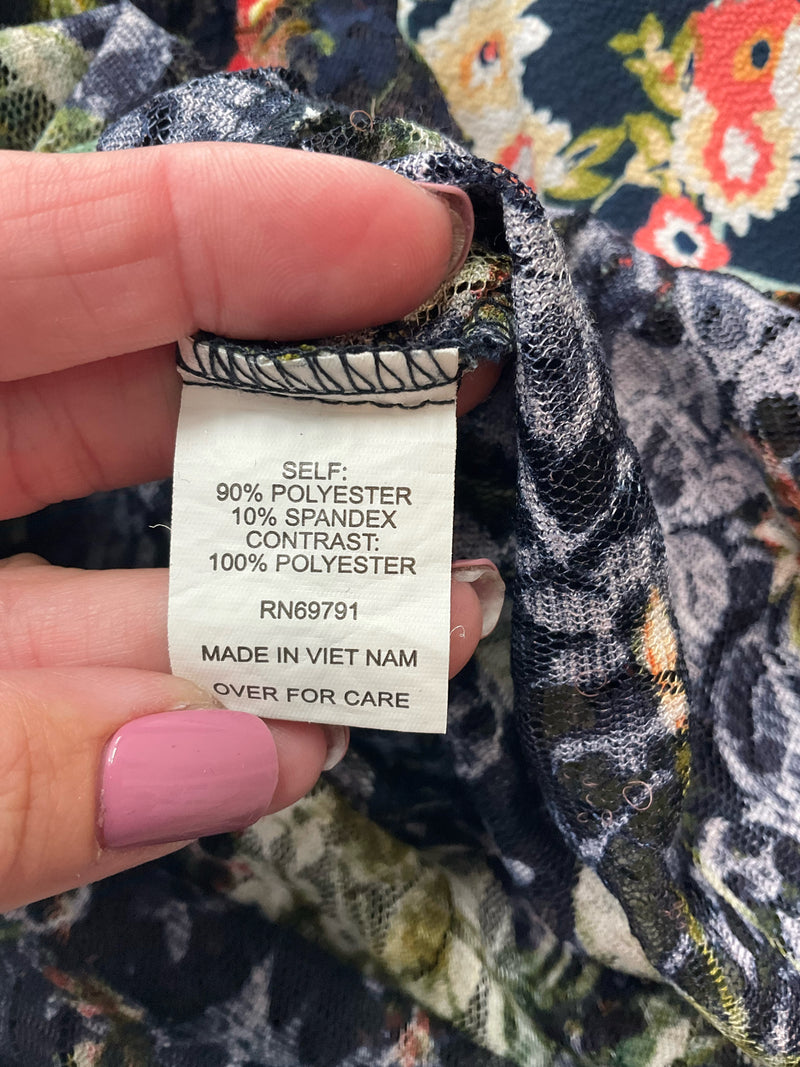 SELF:
90% POLYESTER
10% SPANDEX
CONTRAST:
100% POLYESTER
RN69791
MADE IN VIET NAM
OVER FOR CARE